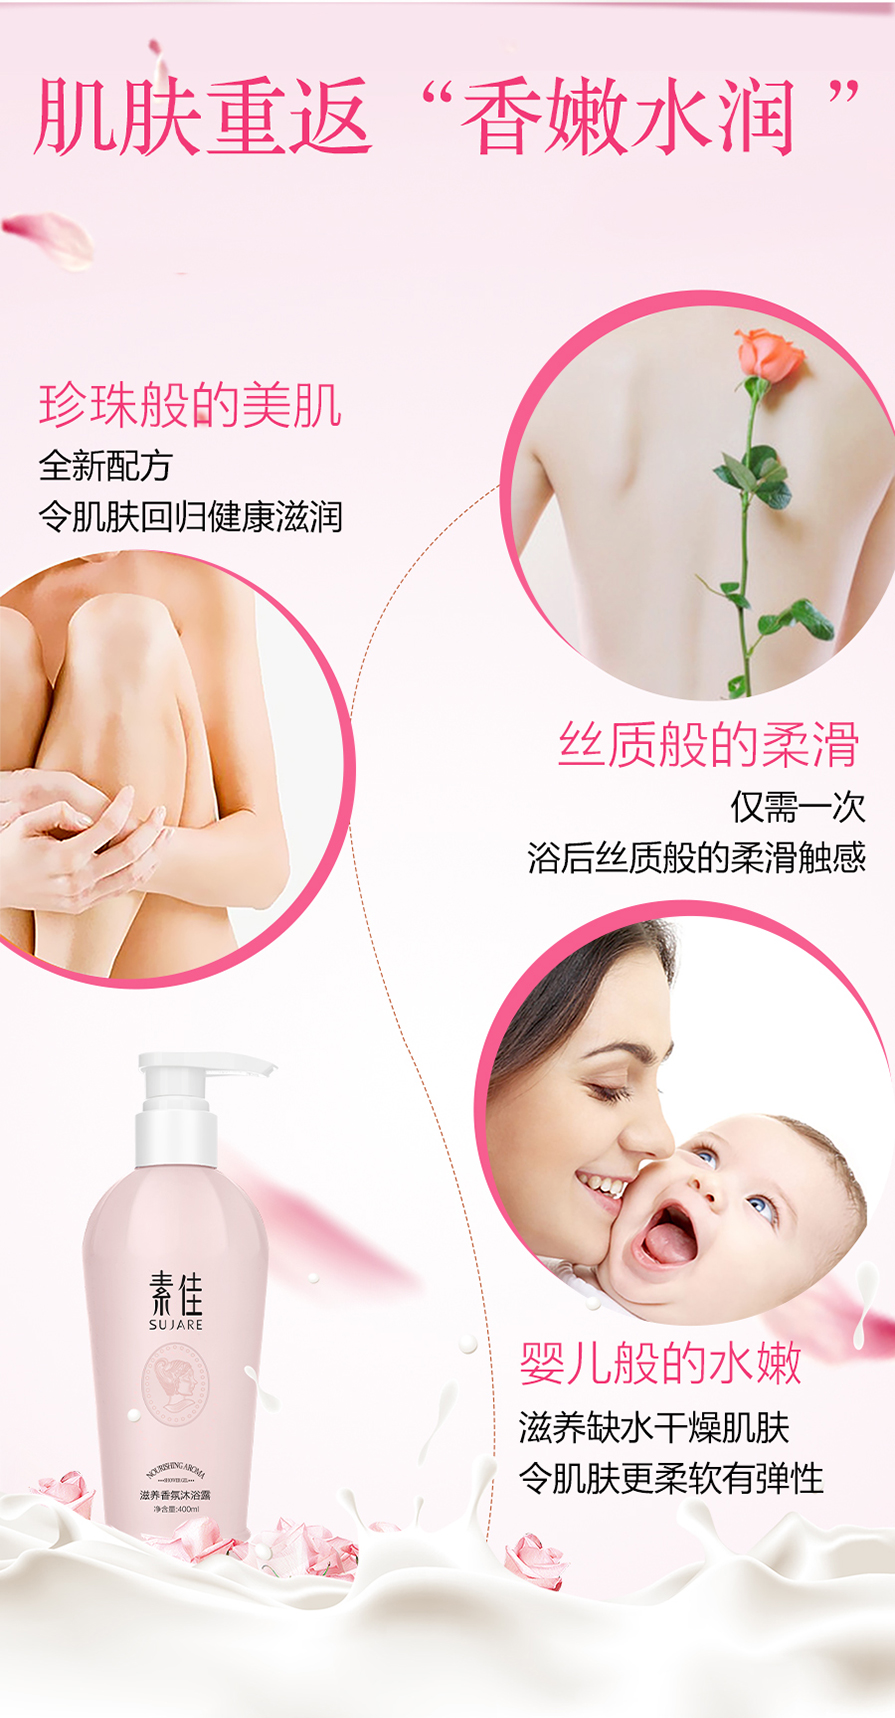 肌肤重返“香嫩水润”
珍珠般的美肌
全新配方
令肌肤回归健康滋润
丝质般的柔滑
仅需一次
浴后丝质般的柔滑触感
婴儿般的水嫩
滋养缺水干燥肌肤
令肌肤更柔软有弹性
素佳
SUJARE
NOURISHING AROMA
SHOWER GEL
滋养香氛沐浴露
净含量:400ml